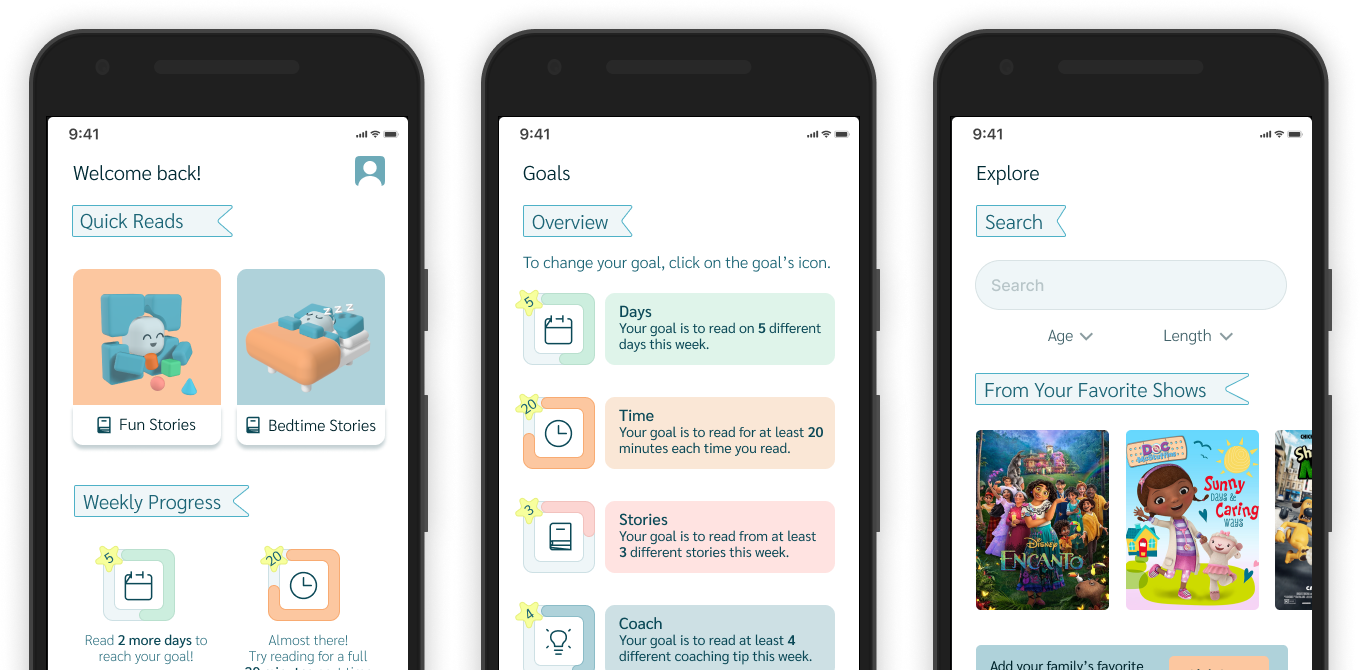 9:41
Welcome back!
Quick Reads
Fun Stories
Bedtime Stories
Weekly Progress
5
20
Read 2 more days to
reach your goal!
Almost there!
Try reading for a full
9:41
Goals
Overview
To change your goal, click on the goal's icon.
5
Days
Your goal is to read on 5 different
days this week.
20
Time
Your goal is to read for at least 20
minutes each time you read.
3
Stories
Your goal is to read from at least
3 different stories this week.
4
Coach
Your goal is to read at least 4
different coaching tip this week.
9:41
Explore
Search
Search
Age
Length
From Your Favorite Shows
Disney
ENCANTO
Doc
McStuffins
Sunny
Days &
Caring
Ways
Add your family's favorite